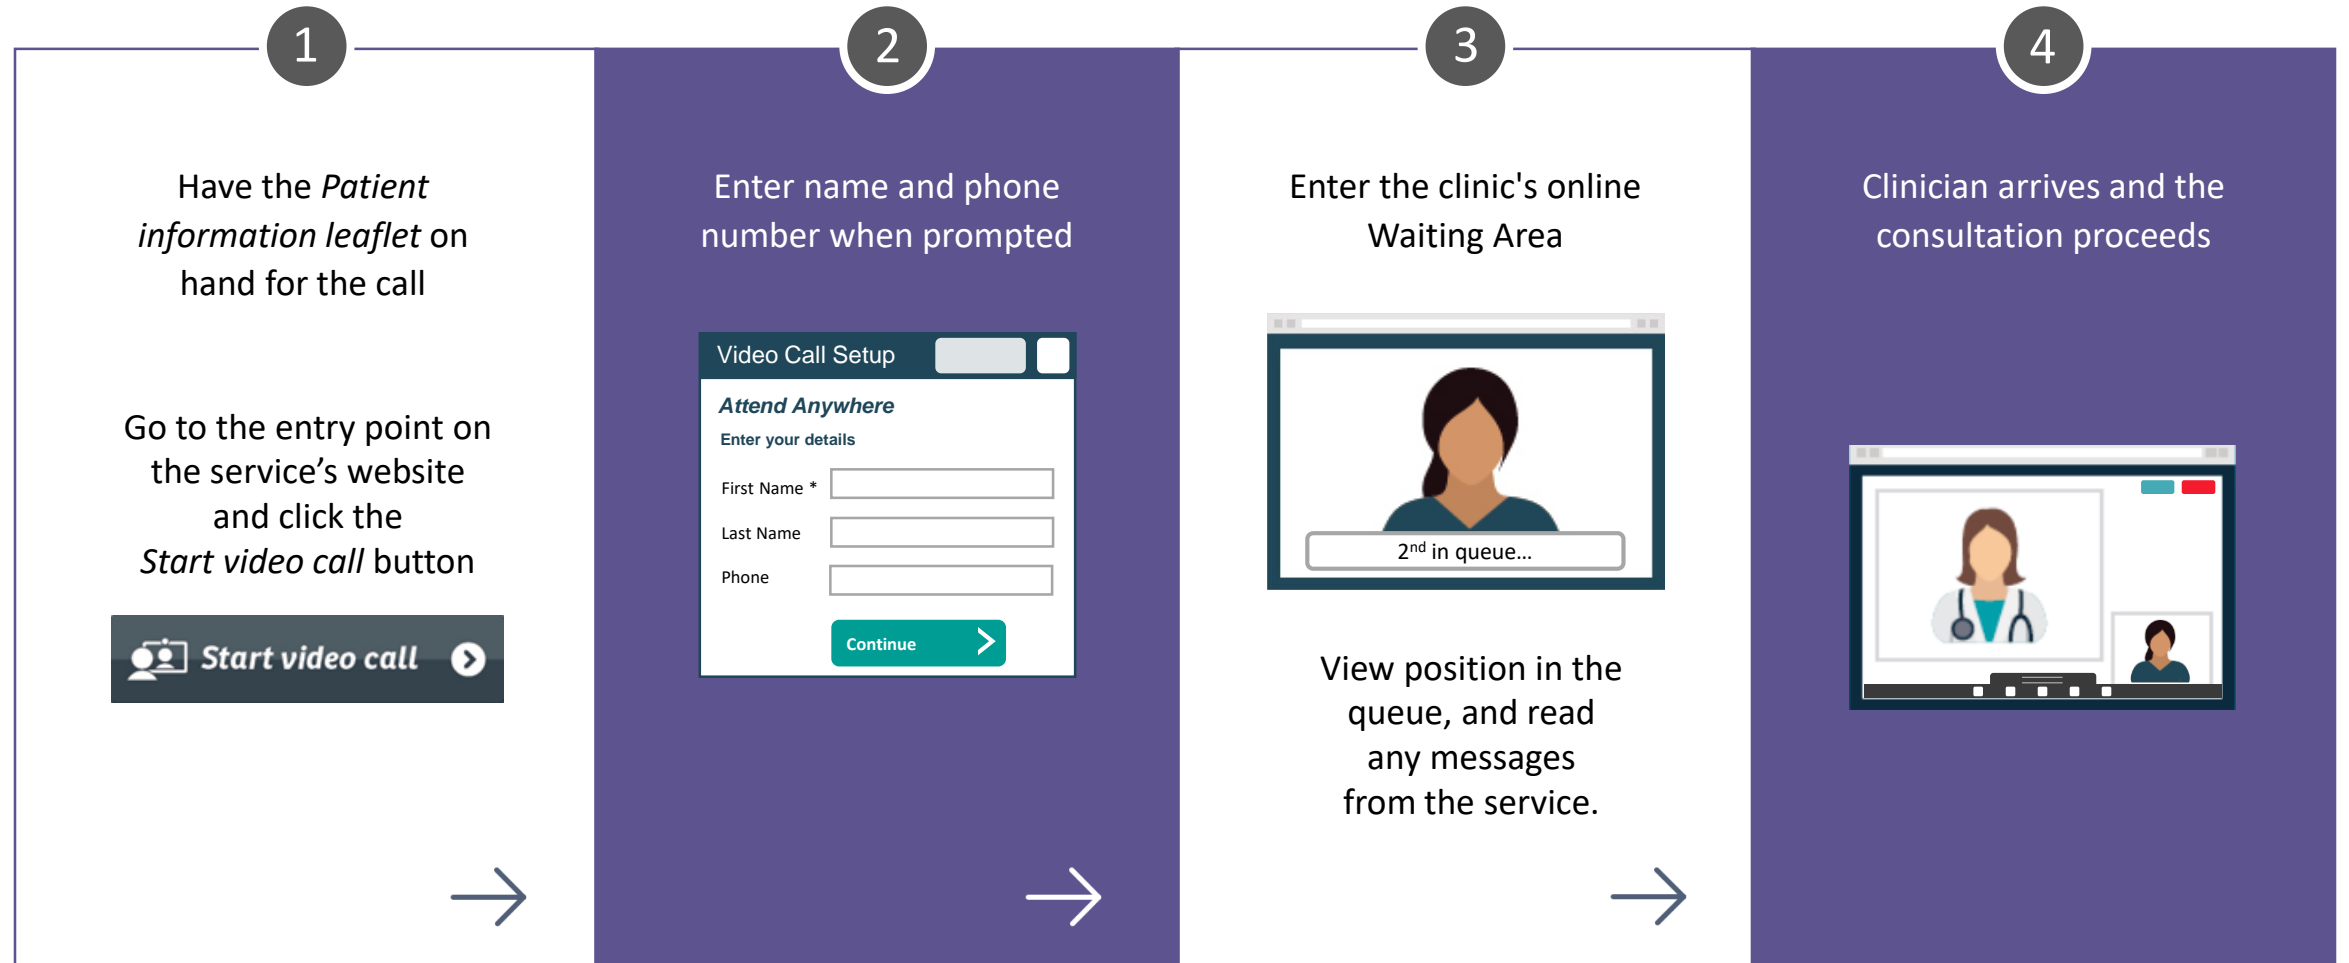 1
Have the Patient
information leaflet on
hand for the call
Go to the entry point on
the service’s website
and click the
Start video call button
Start video call
2
Enter name and phone
number when prompted
Video Call Setup
Attend Anywhere
Enter your details
First Name *
Last Name
Phone
Continue
3
Enter the clinic's online
Waiting Area
2nd in queue...
View position in the
queue, and read
any messages
from the service.
4
Clinician arrives and the
consultation proceeds